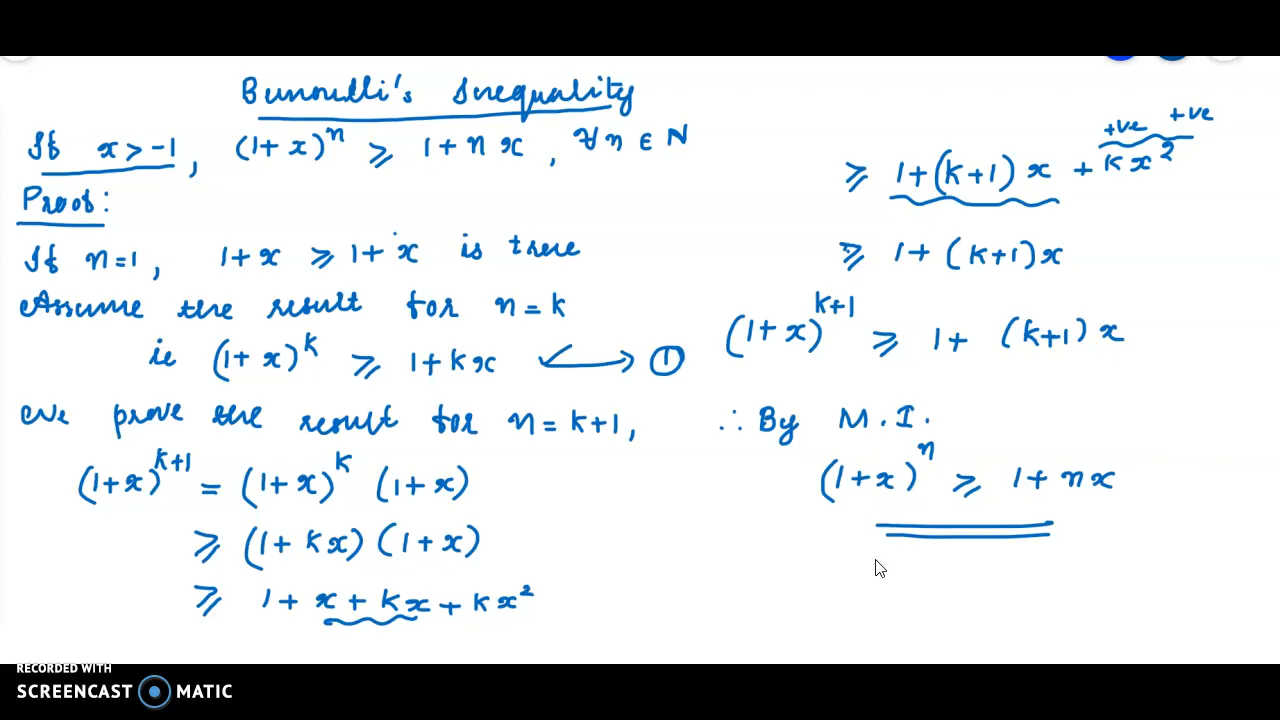 Bernoulli's Inequality
If x > -1, (1+x)^n ≥ 1+nx, ∀ n ∈ N
Proof:
If n=1, 1+x ≥ 1+x is true
Assume the result for n=k
ie (1+x)^k ≥ 1+kx ⟷ ①
We prove the result for n=k+1,
(1+x)^{k+1} = (1+x)^k (1+x)
≥ (1+kx)(1+x)
≥ 1+x+kx+kx²
+ve +ve
≥ 1+(k+1)x + kx²
≥ 1+(k+1)x
(1+x)^{k+1} ≥ 1+ (k+1)x
∴ By M.I.
(1+x)^n ≥ 1+nx
RECORDED WITH
SCREENCAST MATIC